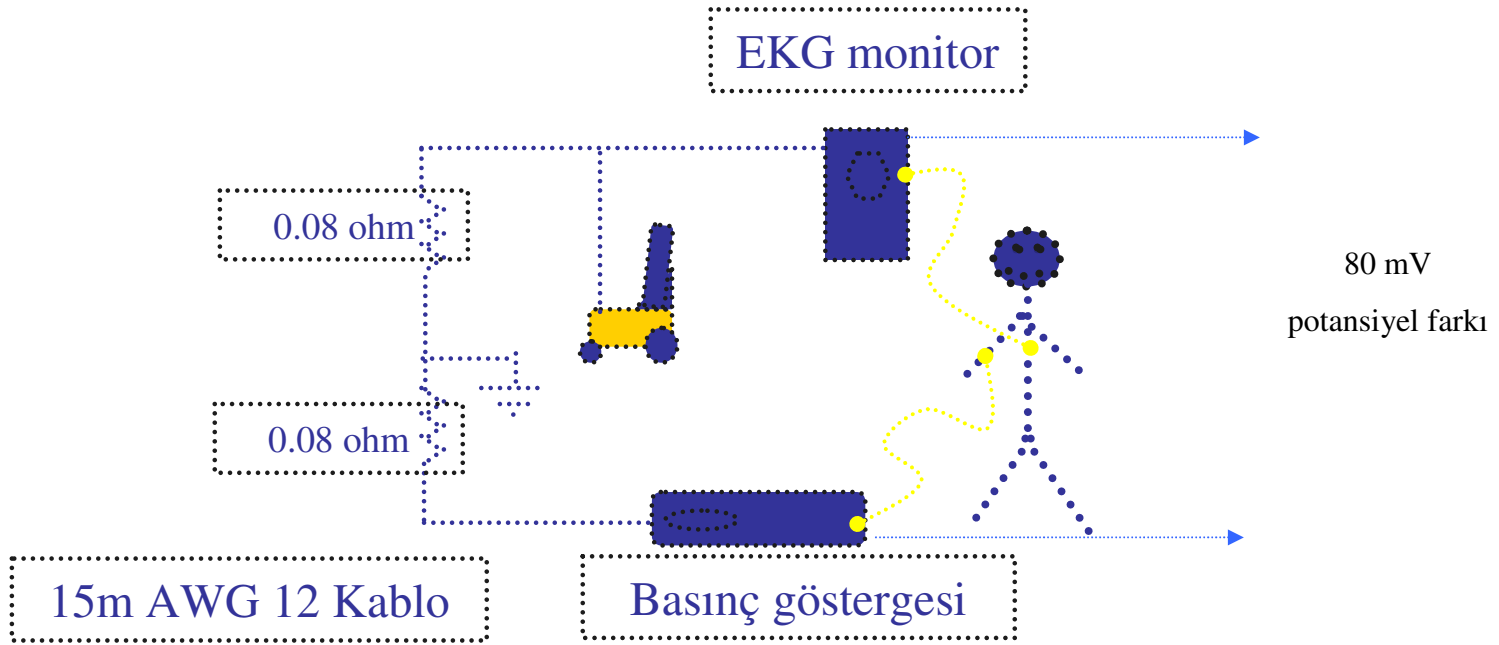 EKG monitor
0.08 ohm
80 mV
potansiyel farkı
0.08 ohm
15m AWG 12 Kablo
Basınç göstergesi